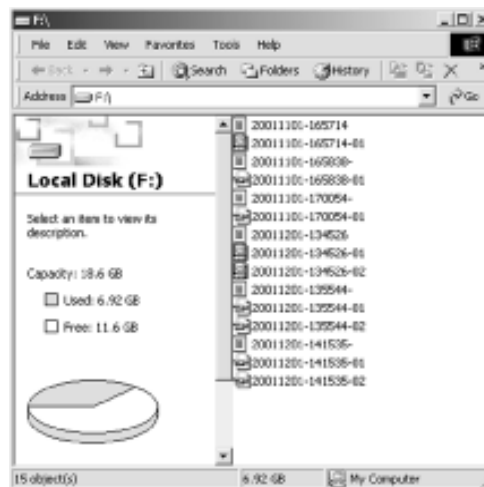 F:\
File Edit View Favorites Tools Help
Back Search Folders History
Address F:\ Go
Local Disk (F:)
Select an item to view its
description.
Capacity: 18.6 GB
Used: 6.92 GB
Free: 11.6 GB
20011101-165714
20011101-165714-01
20011101-165838-
20011101-165838-01
20011101-170054-
20011101-170054-01
20011201-134526
20011201-134526-01
20011201-134526-02
20011201-135544-
20011201-135544-01
20011201-135544-02
20011201-141535-
20011201-141535-01
20011201-141535-02
15 object(s) 6.92 GB My Computer